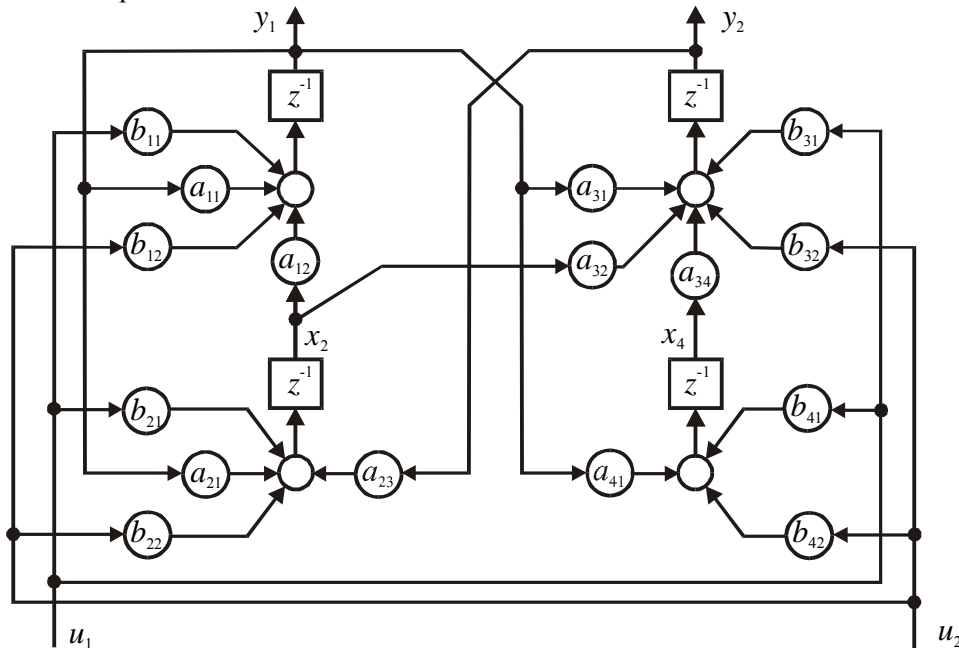 y₁ y₂
z⁻¹ z⁻¹
b₁₁ b₃₁
a₁₁ a₃₁
b₁₂ a₁₂ a₃₂ a₃₄ b₃₂
x₂ x₄
z⁻¹ z⁻¹
b₂₁ b₄₁
a₂₁ a₂₃ a₄₁
b₂₂ b₄₂
u₁ u₂